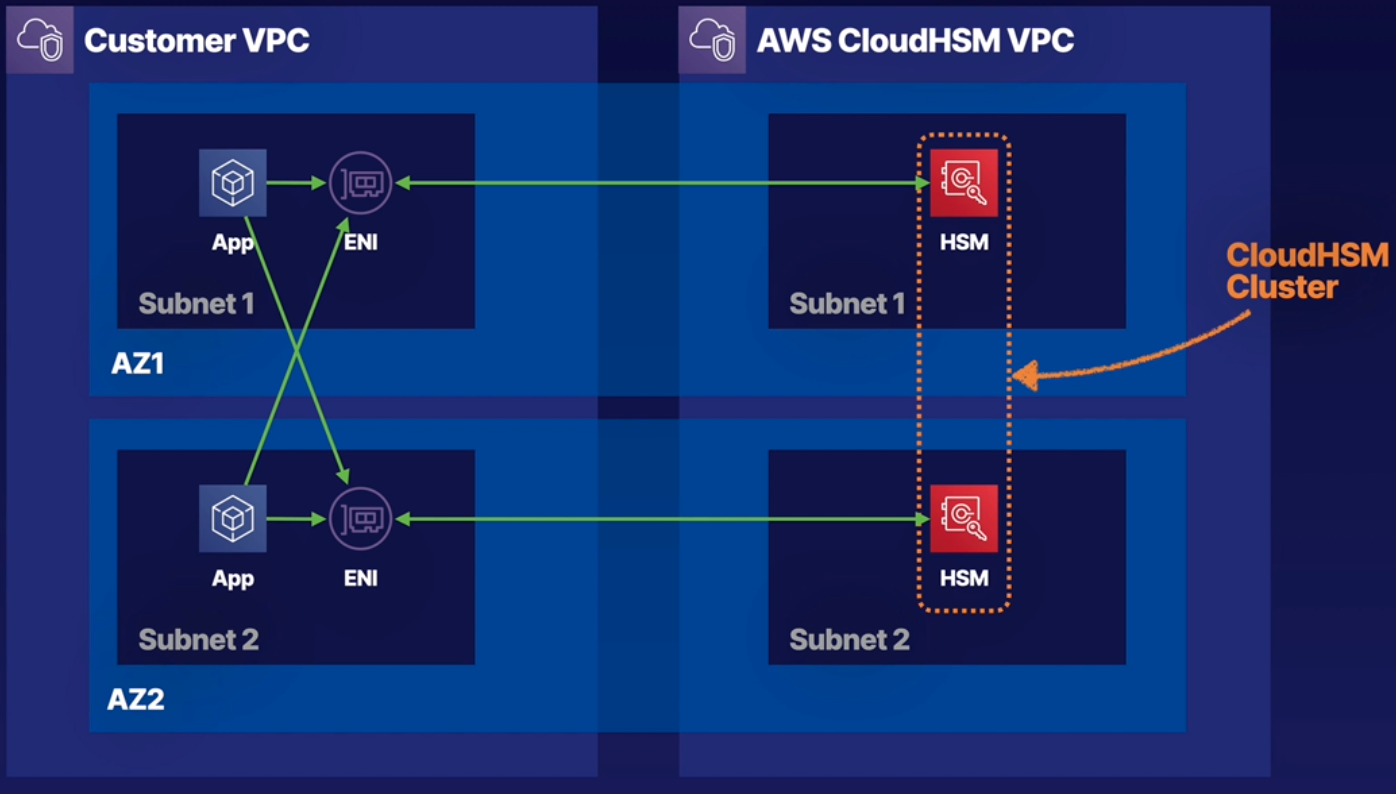 Customer VPC
AWS CloudHSM VPC
App
ENI
HSM
Subnet 1
Subnet 1
AZ1
CloudHSM
Cluster
App
ENI
HSM
Subnet 2
Subnet 2
AZ2